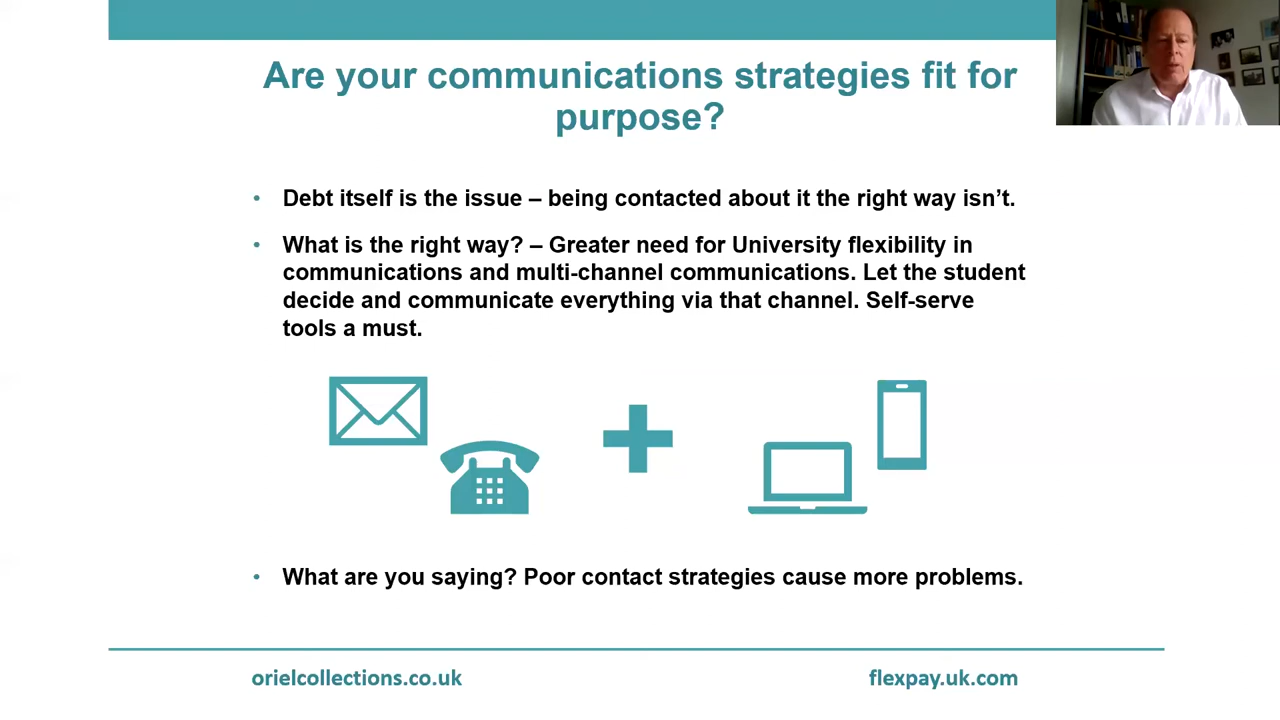 Are your communications strategies fit for
purpose?
• Debt itself is the issue – being contacted about it the right way isn’t.
• What is the right way? – Greater need for University flexibility in
communications and multi-channel communications. Let the student
decide and communicate everything via that channel. Self-serve
tools a must.
• What are you saying? Poor contact strategies cause more problems.
orielcollections.co.uk
flexpay.uk.com